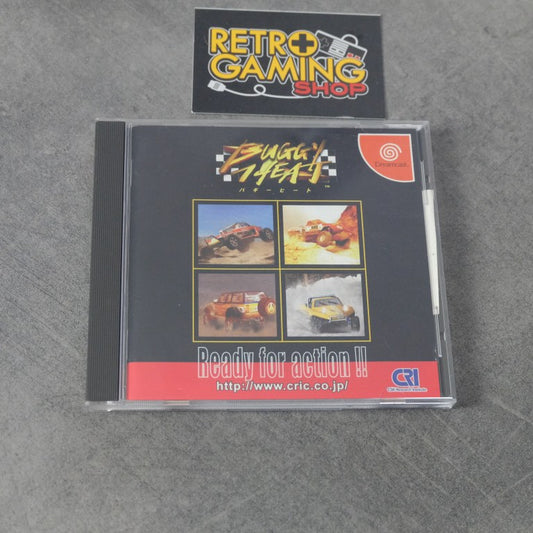 RETRO
GAMING
SHOP
BUGGY
HEAT
バギーヒート
TM
Dreamcast
Ready for action !!
http://www.cric.co.jp/
CRI